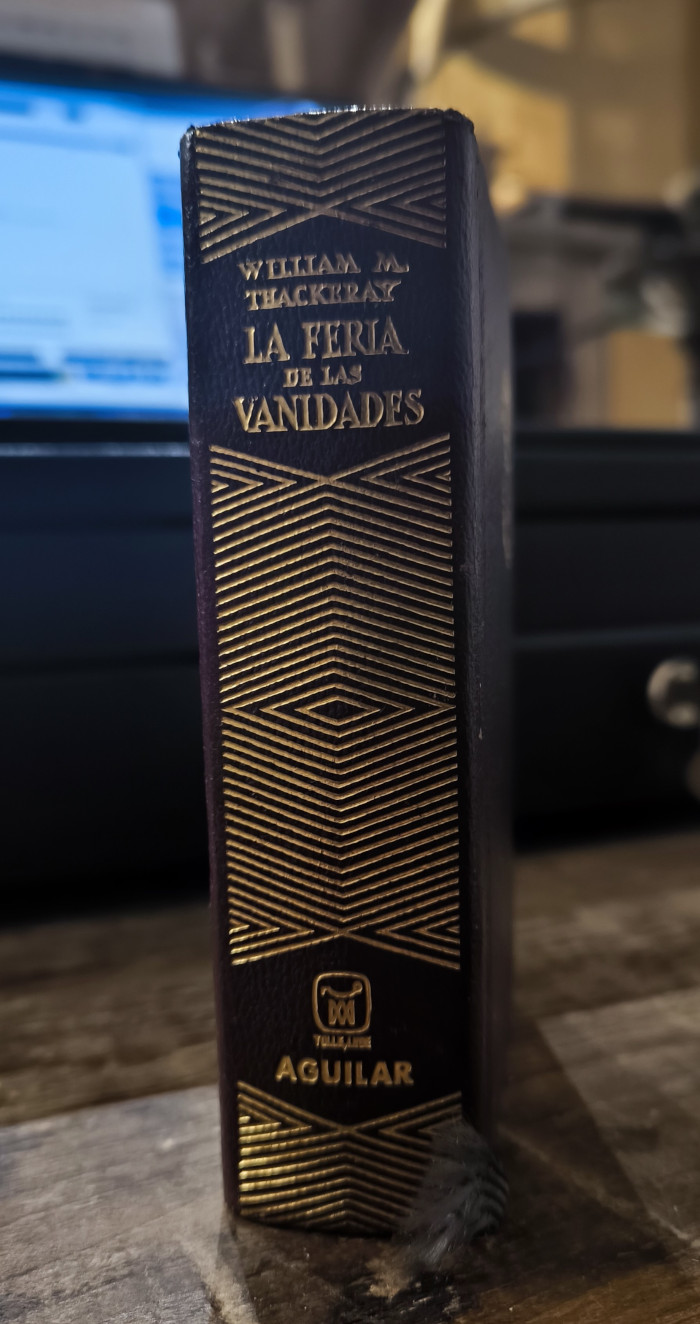 WILLIAM M.
THACKERAY
LA FERIA
DE LAS
VANIDADES
AGUILAR